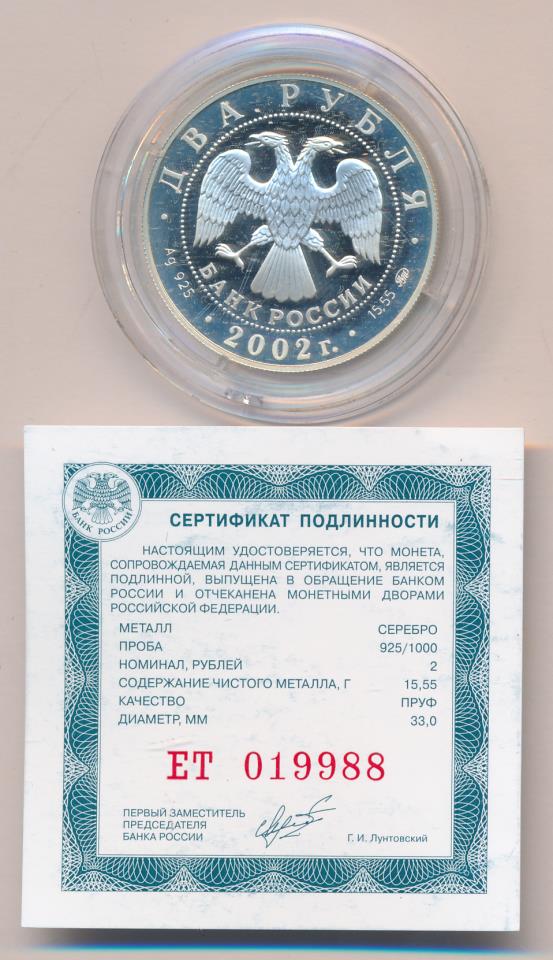 · ДВА РУБЛЯ ·
БАНК РОССИИ
Ag 925
15.55
· 2002 г. ·
БАНК РОССИИ
СЕРТИФИКАТ ПОДЛИННОСТИ
НАСТОЯЩИМ УДОСТОВЕРЯЕТСЯ, ЧТО МОНЕТА,
СОПРОВОЖДАЕМАЯ ДАННЫМ СЕРТИФИКАТОМ, ЯВЛЯЕТСЯ
ПОДЛИННОЙ, ВЫПУЩЕНА В ОБРАЩЕНИЕ БАНКОМ
РОССИИ И ОТЧЕКАНЕНА МОНЕТНЫМИ ДВОРАМИ
РОССИЙСКОЙ ФЕДЕРАЦИИ.
МЕТАЛЛ СЕРЕБРО
ПРОБА 925/1000
НОМИНАЛ, РУБЛЕЙ 2
СОДЕРЖАНИЕ ЧИСТОГО МЕТАЛЛА, Г 15,55
КАЧЕСТВО ПРУФ
ДИАМЕТР, ММ 33,0
ЕТ 019988
ПЕРВЫЙ ЗАМЕСТИТЕЛЬ
ПРЕДСЕДАТЕЛЯ
БАНКА РОССИИ
Г. И. Лунтовский